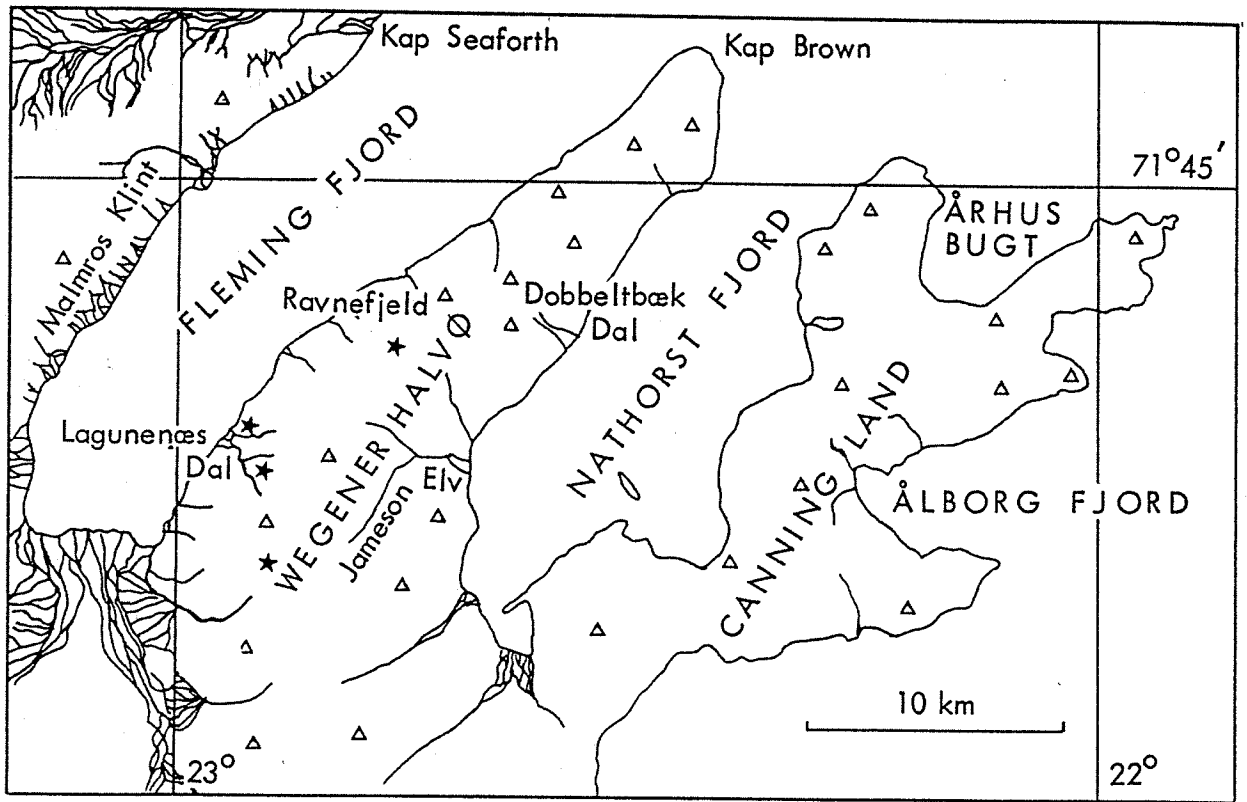 Kap Seaforth
Kap Brown
71°45'
Malmros Klint
FLEMING FJORD
ÅRHUS
BUGT
Ravnefjeld
Dobbeltbæk
Dal
NATHORST FJORD
WEGENER HALVØ
Lagunenæs
Dal
Jameson
Elv
CANNING LAND
ÅLBORG FJORD
10 km
23°
22°